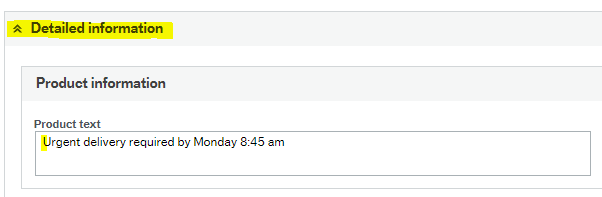 Detailed information
Product information
Product text
Urgent delivery required by Monday 8:45 am